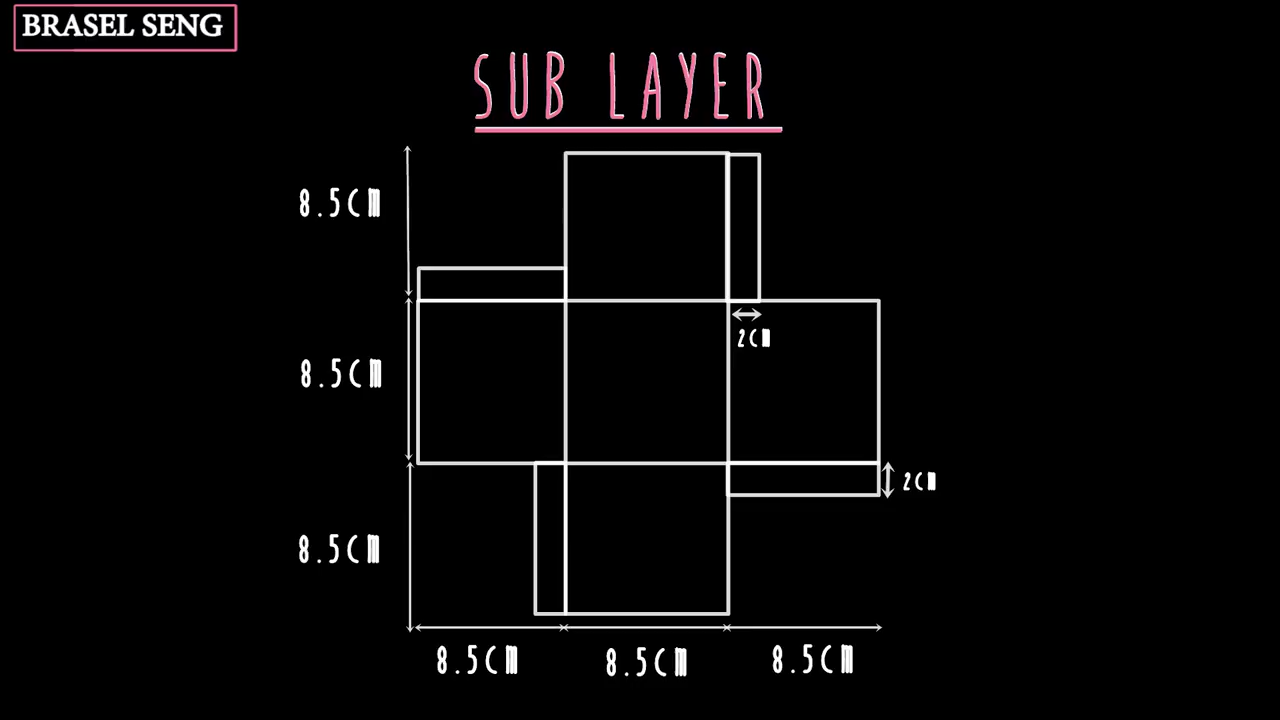 BRASEL SENG
SUB LAYER
8.5CM
2CM
8.5CM
2CM
8.5CM
8.5CM 8.5CM 8.5CM